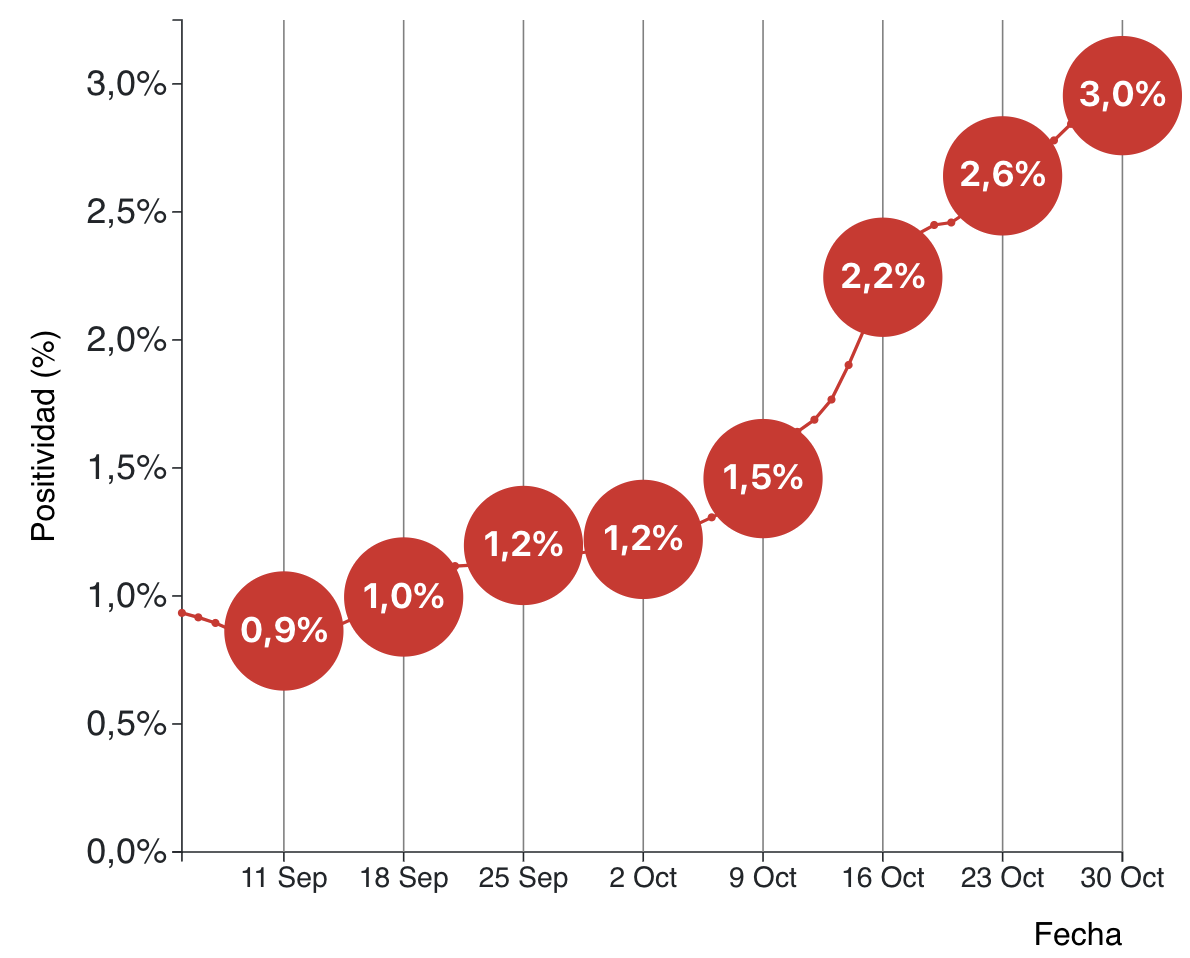 3,0%
2,5%
2,0%
1,5%
1,0%
0,5%
0,0%
Positividad (%)
0,9%
1,0%
1,2%
1,2%
1,5%
2,2%
2,6%
3,0%
11 Sep
18 Sep
25 Sep
2 Oct
9 Oct
16 Oct
23 Oct
30 Oct
Fecha